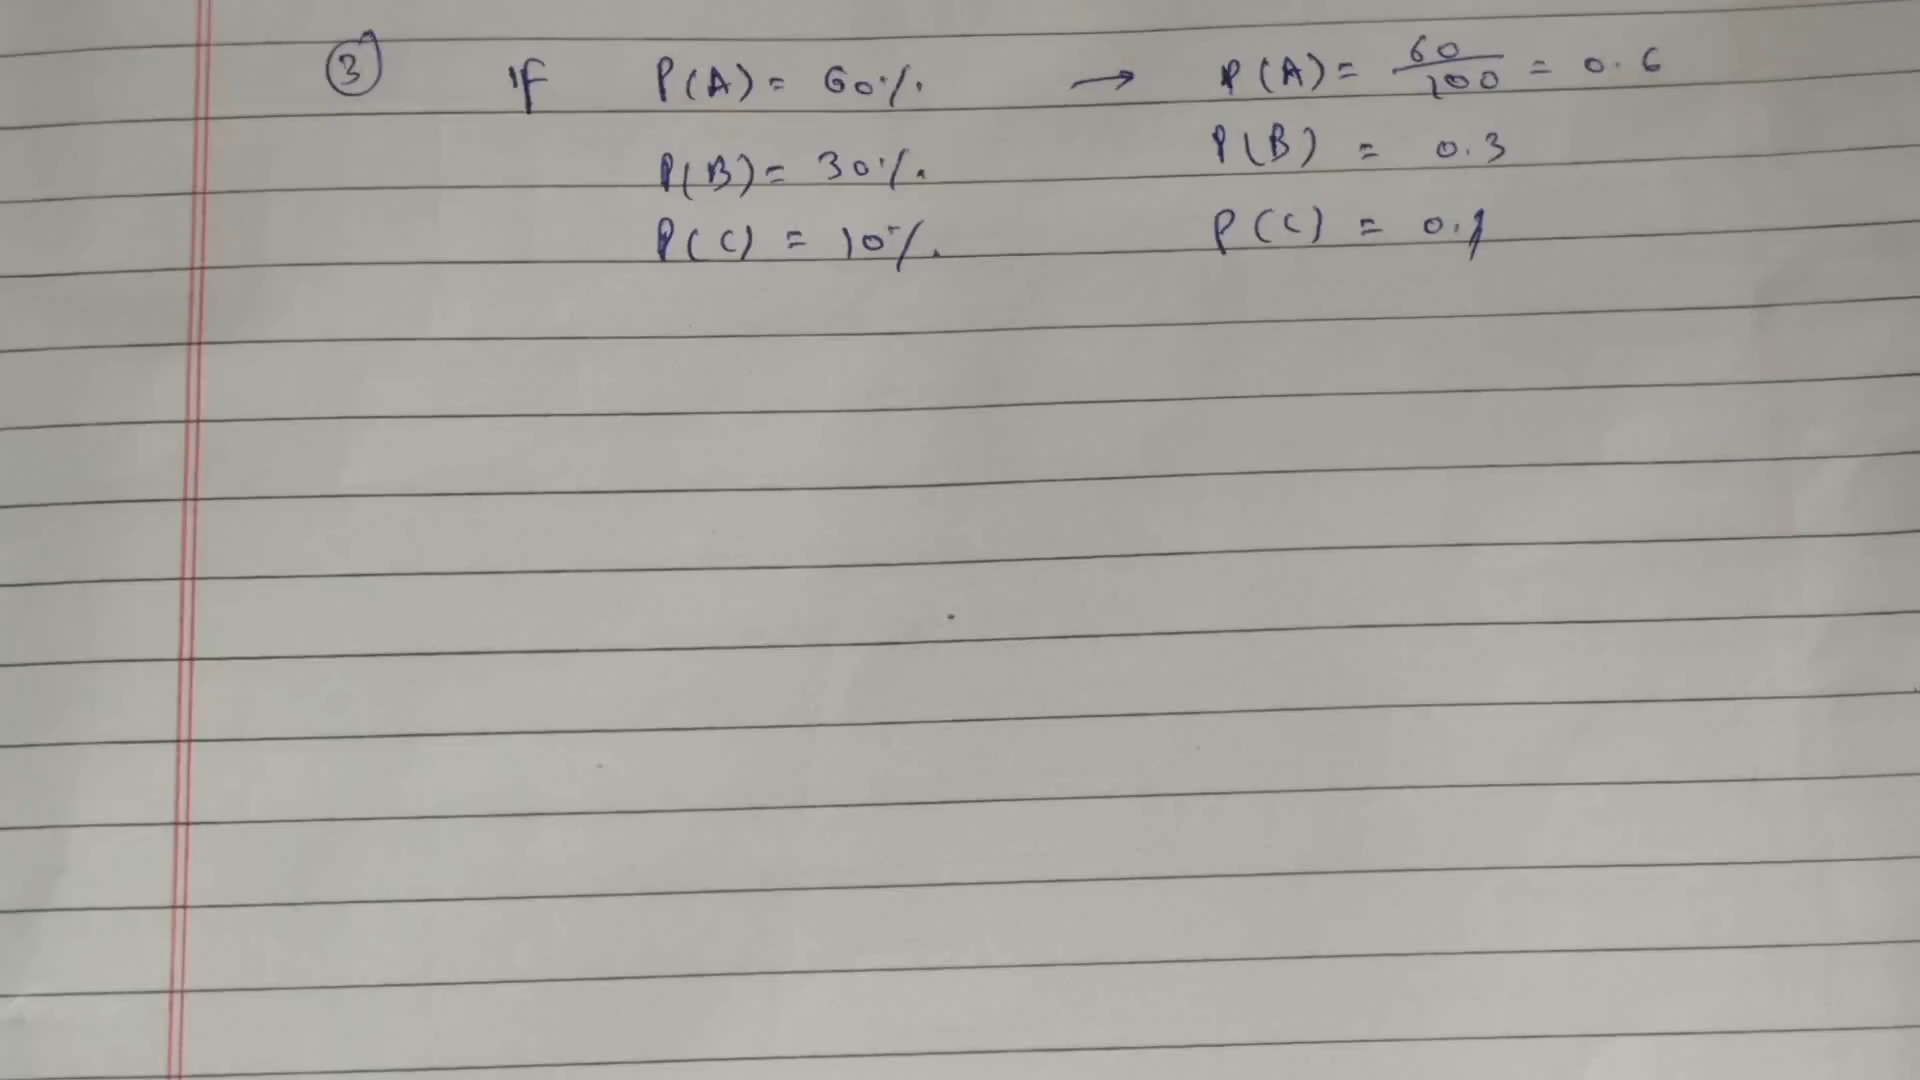 ③ If P(A) = 60% → P(A) = 60/100 = 0.6
P(B) = 30% P(B) = 0.3
P(C) = 10% P(C) = 0.1